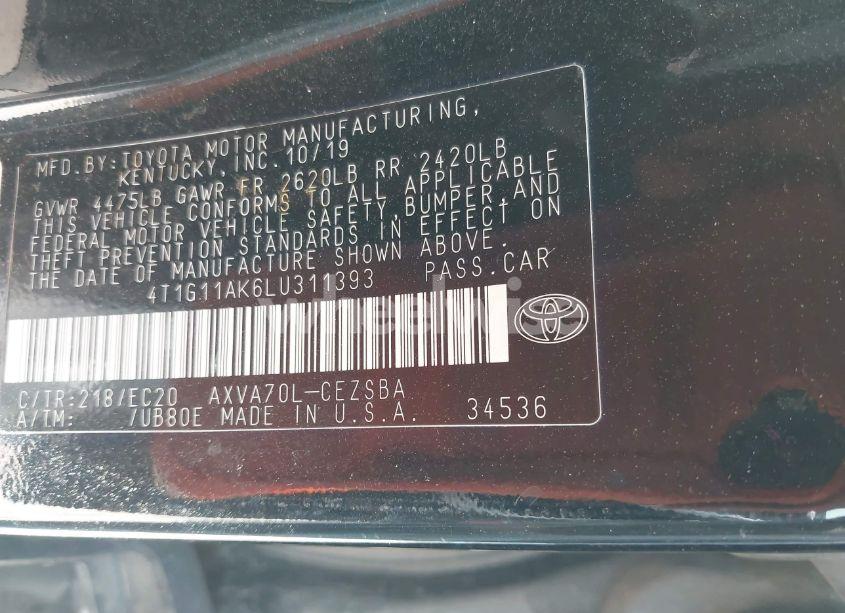 MFD.BY:TOYOTA MOTOR MANUFACTURING,
KENTUCKY, INC. 10/19
GVWR 4475LB GAWR FR 2620LB RR 2420LB
THIS VEHICLE CONFORMS TO ALL APPLICABLE
FEDERAL MOTOR VEHICLE SAFETY,BUMPER,AND
THEFT PREVENTION STANDARDS IN EFFECT ON
THE DATE OF MANUFACTURE SHOWN ABOVE.
4T1G11AK6LU311393 PASS.CAR
wheelwise
C/TR:218/EC20 AXVA70L-CEZSBA
A/TM: /UB80E MADE IN U.S.A. 34536